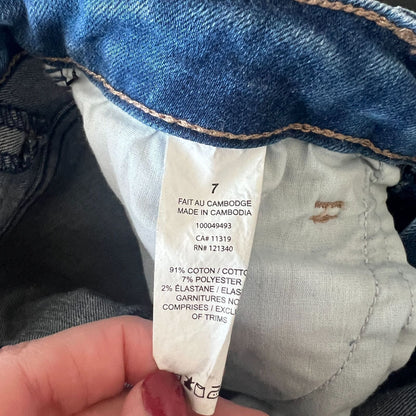 7
FAIT AU CAMBODGE
MADE IN CAMBODIA
100049493
CA# 11319
RN# 121340
91% COTON / COTTO
7% POLYESTER
2% ÉLASTANE / ELAS
GARNITURES NO
COMPRISES / EXCLU
OF TRIMS